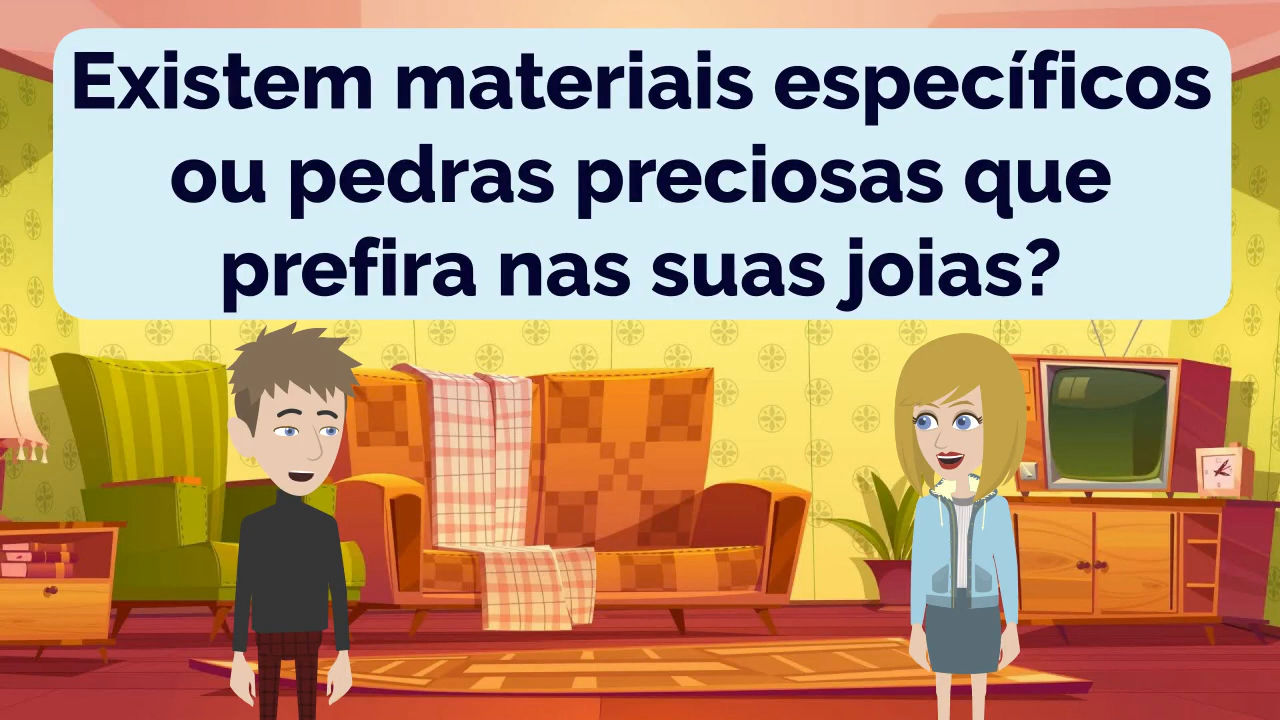 Existem materiais específicos
ou pedras preciosas que
prefira nas suas joias?